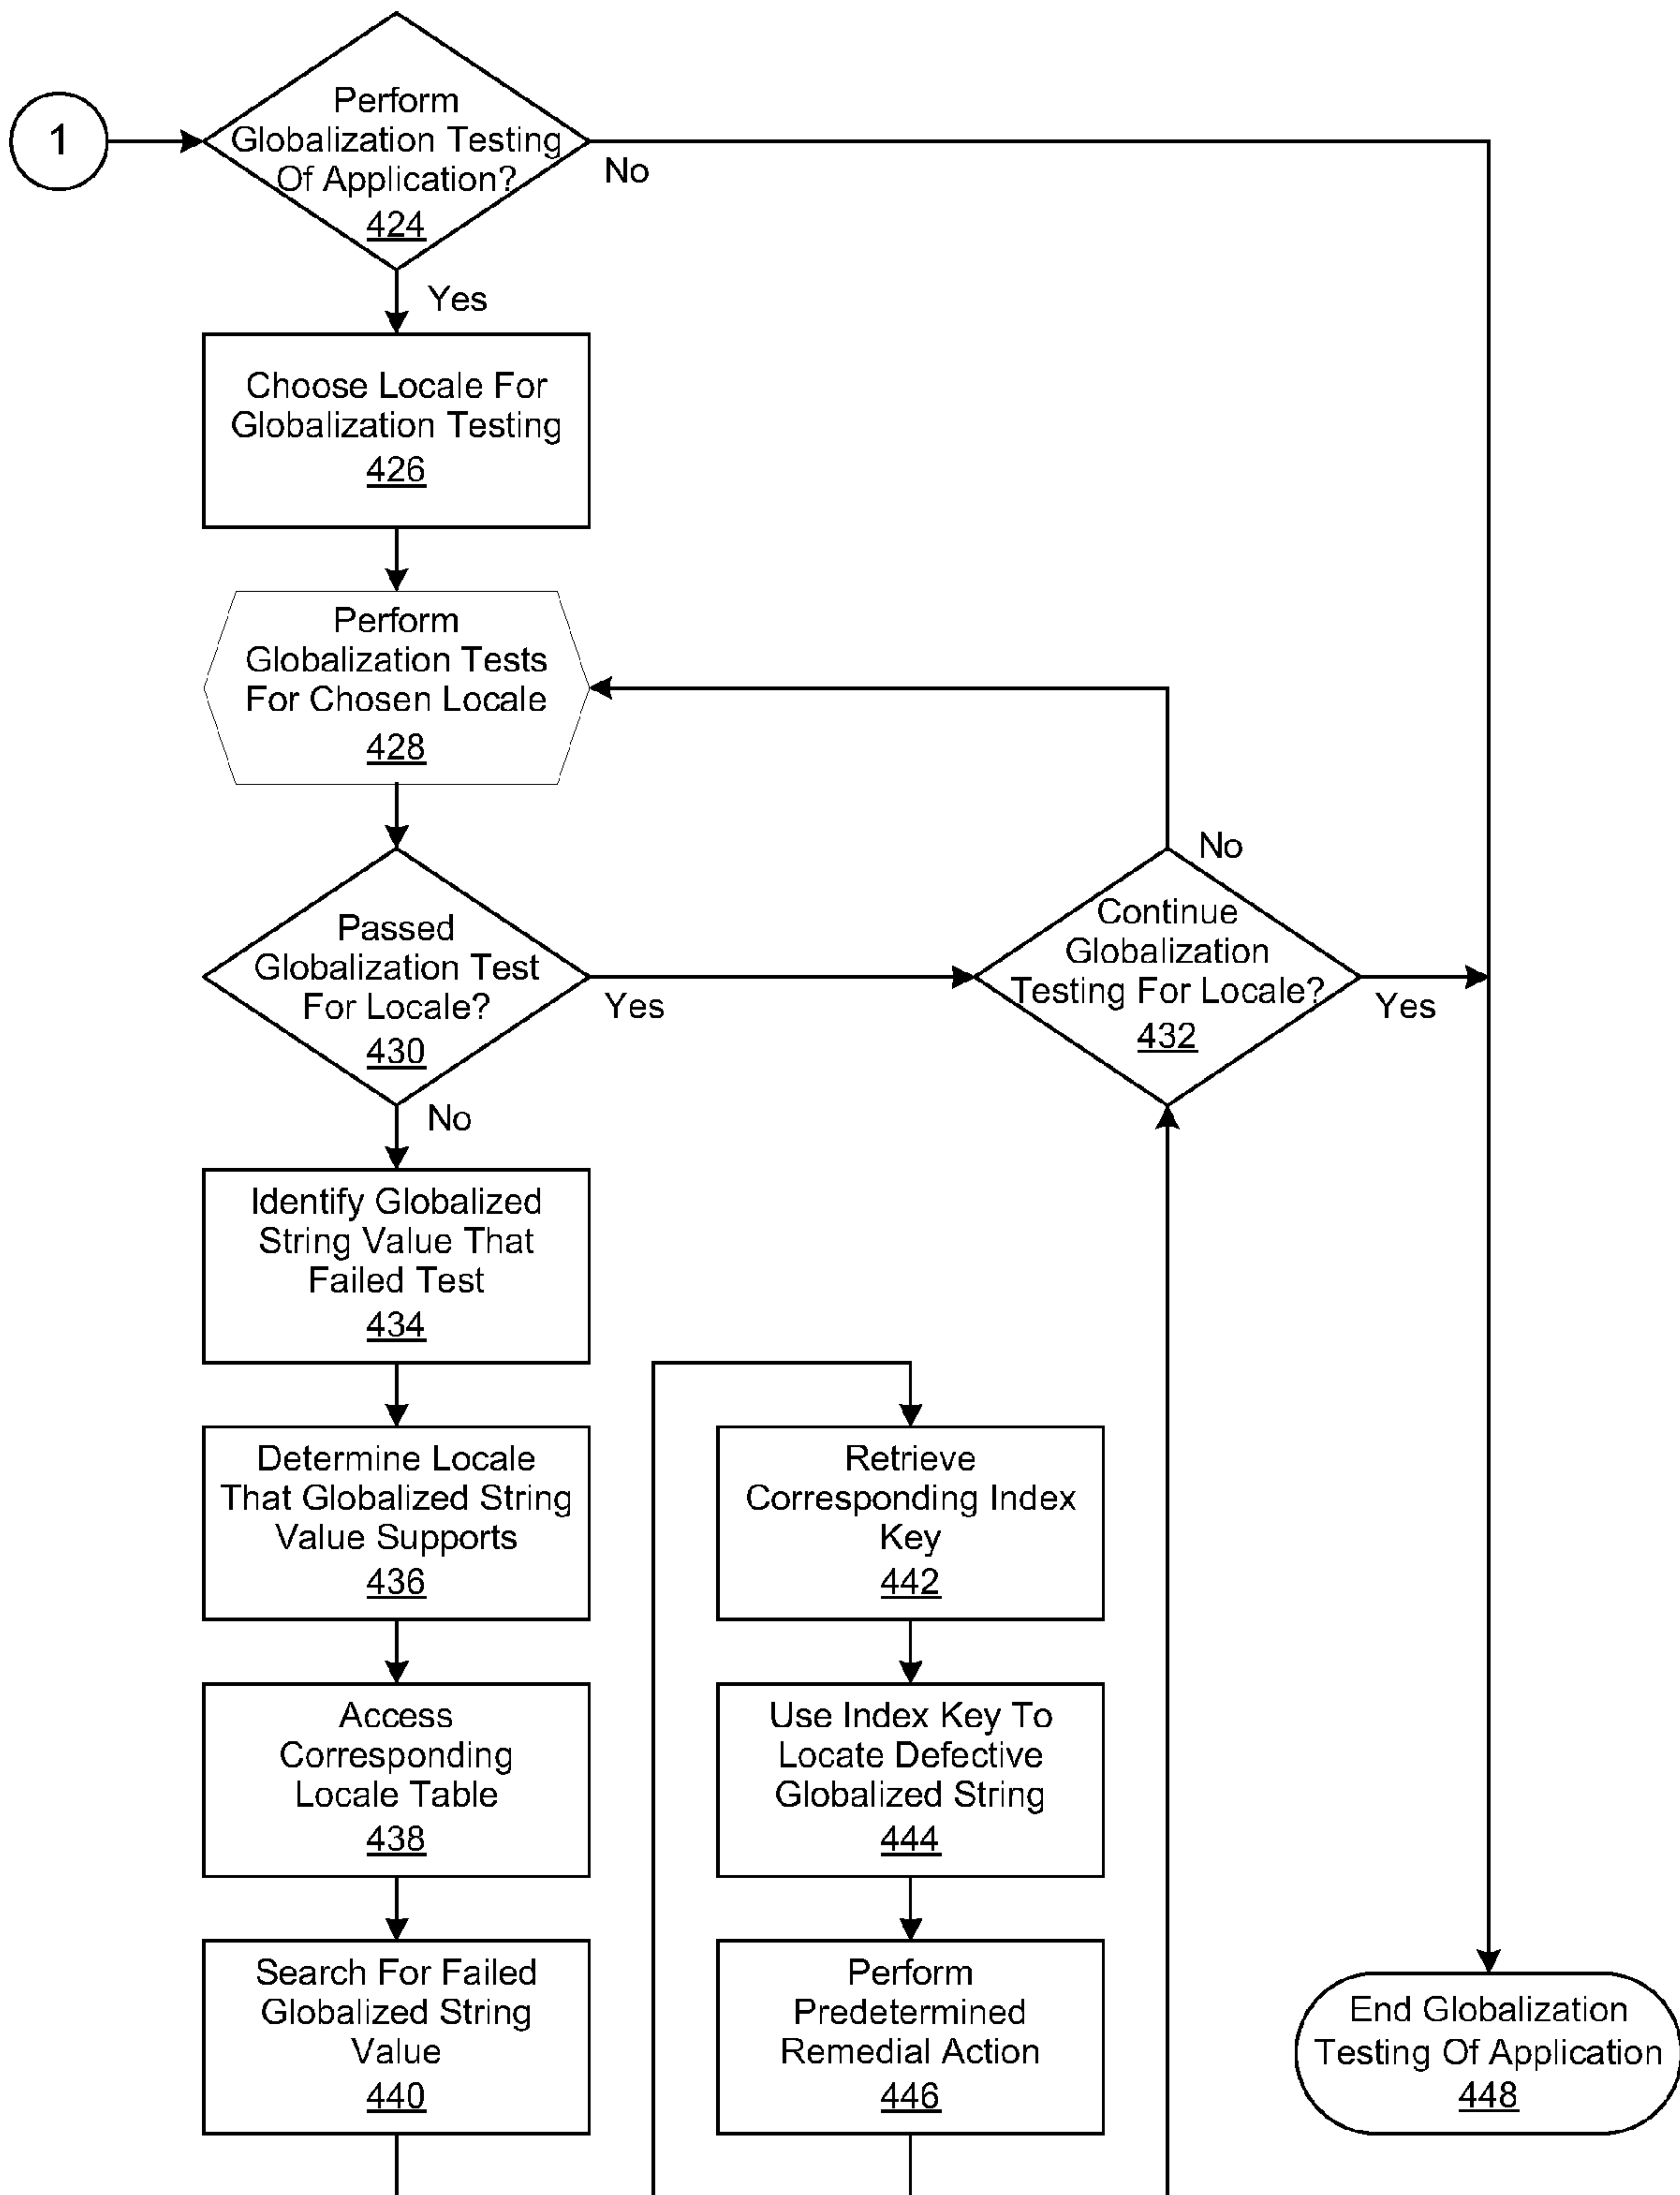 1
Perform
Globalization Testing
Of Application?
424
No
Yes
Choose Locale For
Globalization Testing
426
Perform
Globalization Tests
For Chosen Locale
428
Passed
Globalization Test
For Locale?
430
Yes
No
No
Continue
Globalization
Testing For Locale?
432
Yes
Identify Globalized
String Value That
Failed Test
434
Determine Locale
That Globalized String
Value Supports
436
Access
Corresponding
Locale Table
438
Search For Failed
Globalized String
Value
440
Retrieve
Corresponding Index
Key
442
Use Index Key To
Locate Defective
Globalized String
444
Perform
Predetermined
Remedial Action
446
End Globalization
Testing Of Application
448